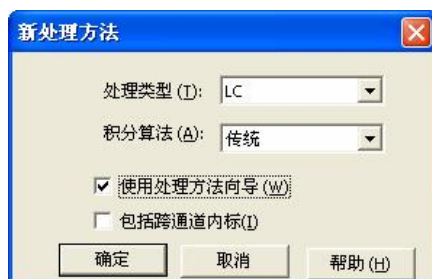 新处理方法
处理类型(T): LC
积分算法(A): 传统
使用处理方法向导(W)
包括跨通道内标(I)
确定 取消 帮助(H)